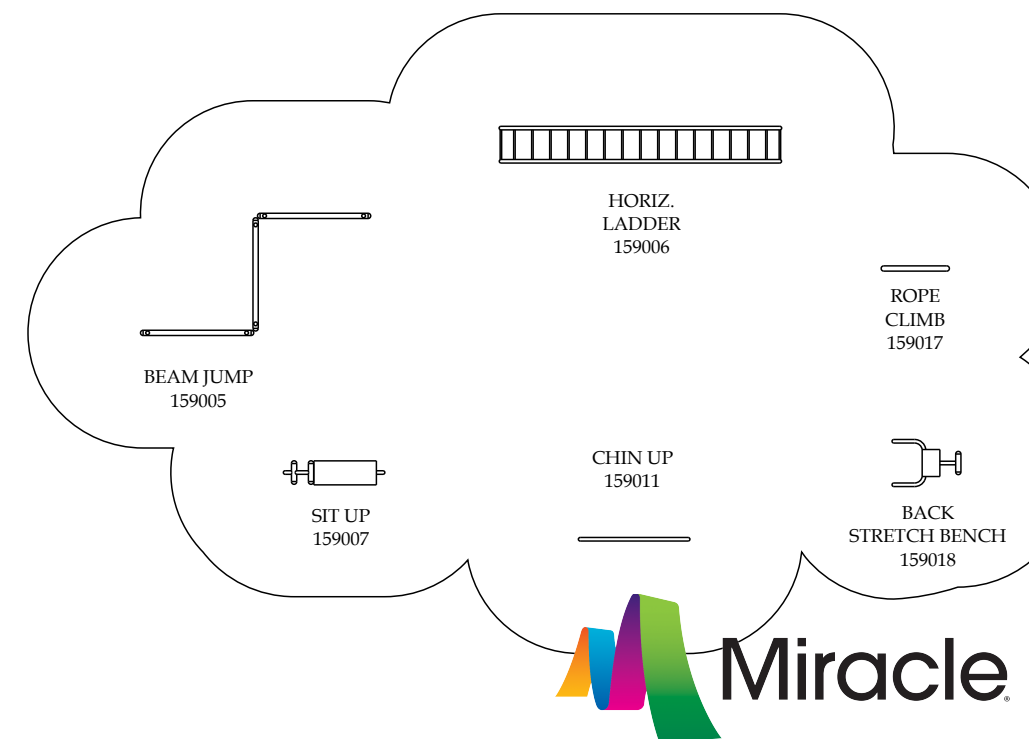 HORIZ.
LADDER
159006
ROPE
CLIMB
159017
BEAM JUMP
159005
CHIN UP
159011
SIT UP
159007
BACK
STRETCH BENCH
159018
Miracle®